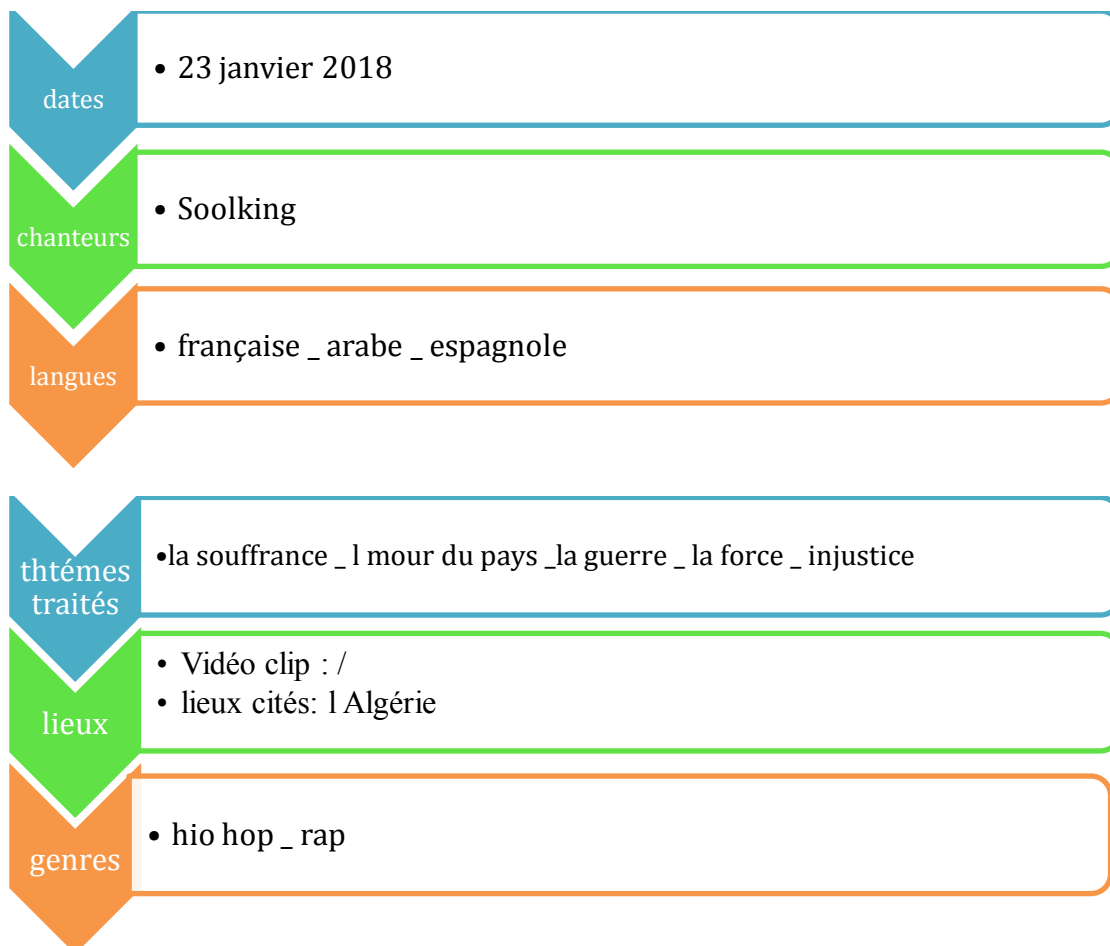 dates
• 23 janvier 2018
chanteurs
• Soolking
langues
• française _ arabe _ espagnole
thtémes
traités
•la souffrance _ l mour du pays _la guerre _ la force _ injustice
lieux
• Vidéo clip : /
• lieux cités: l Algérie
genres
• hio hop _ rap